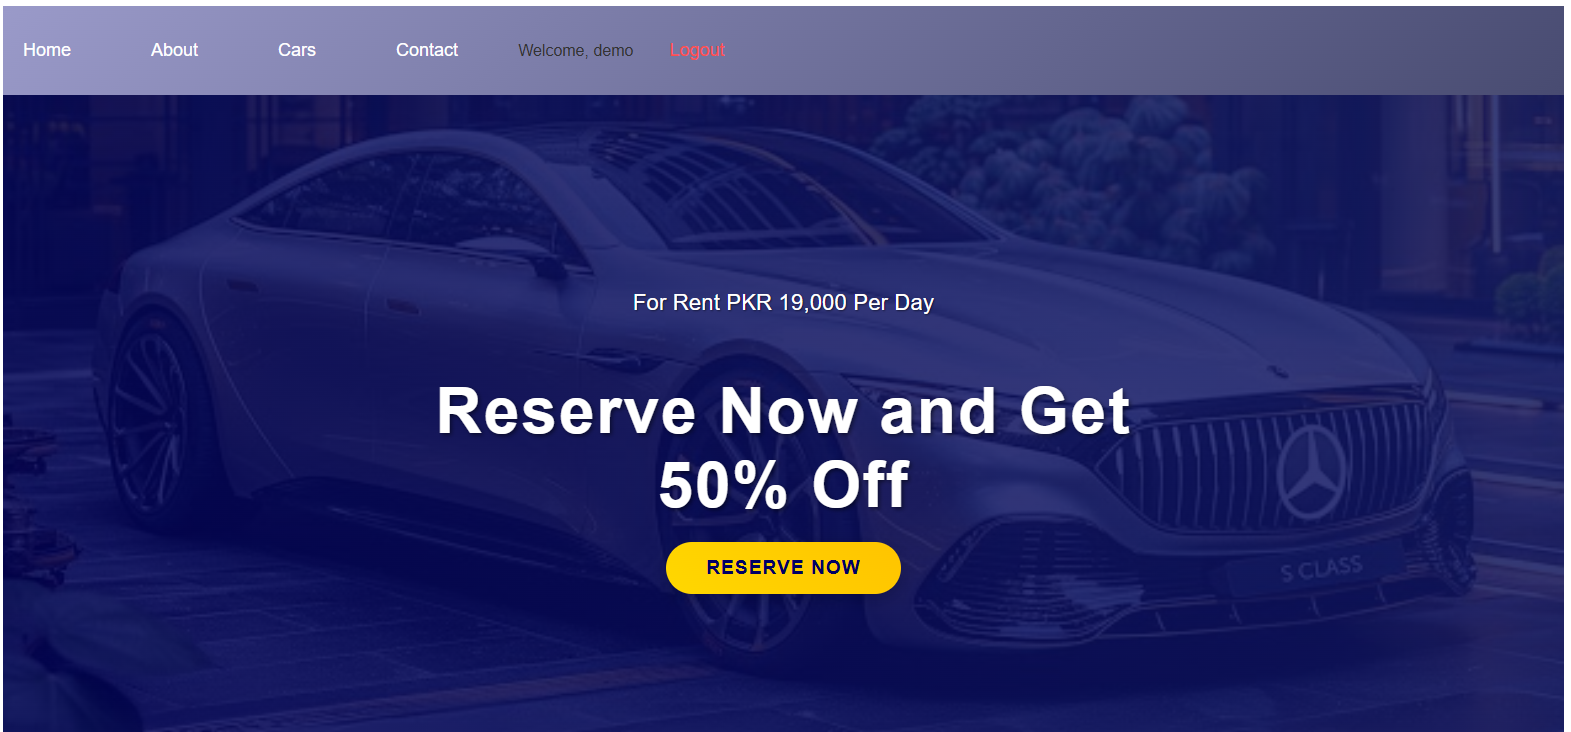 Home About Cars Contact Welcome, demo Logout
For Rent PKR 19,000 Per Day
Reserve Now and Get
50% Off
RESERVE NOW
S CLASS